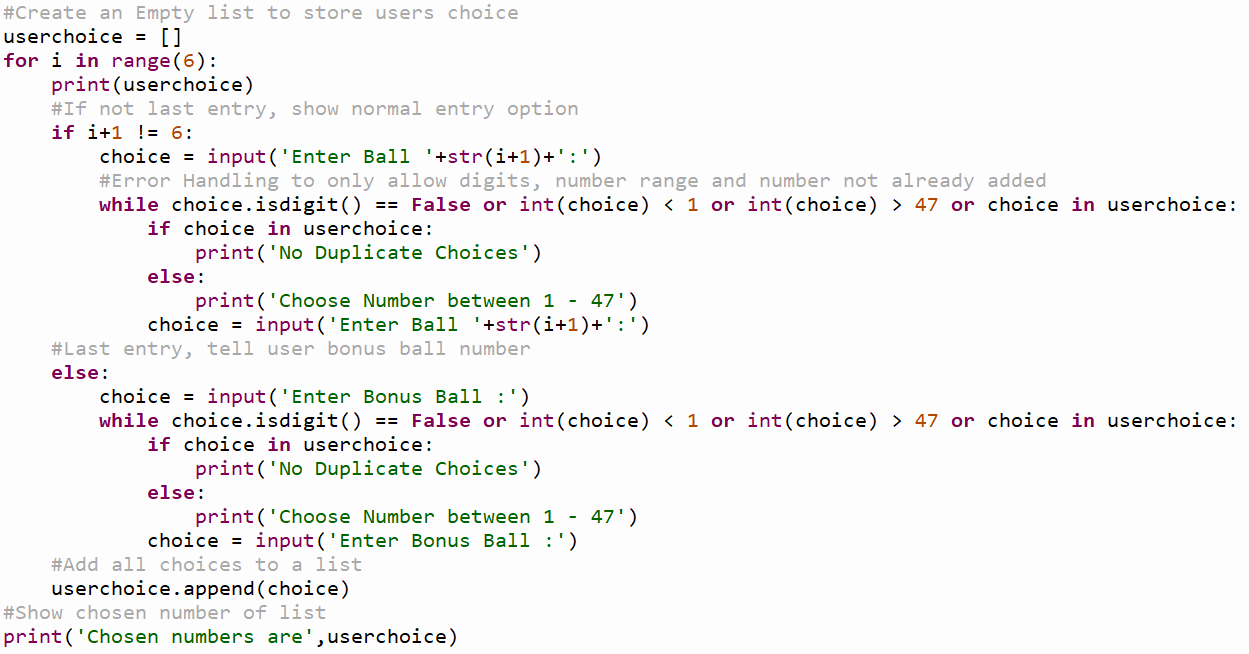 #Create an Empty list to store users choice
userchoice = []
for i in range(6):
    print(userchoice)
    #If not last entry, show normal entry option
    if i+1 != 6:
        choice = input('Enter Ball '+str(i+1)+':')
        #Error Handling to only allow digits, number range and number not already added
        while choice.isdigit() == False or int(choice) < 1 or int(choice) > 47 or choice in userchoice:
            if choice in userchoice:
                print('No Duplicate Choices')
            else:
                print('Choose Number between 1 - 47')
            choice = input('Enter Ball '+str(i+1)+':')
    #Last entry, tell user bonus ball number
    else:
        choice = input('Enter Bonus Ball :')
        while choice.isdigit() == False or int(choice) < 1 or int(choice) > 47 or choice in userchoice:
            if choice in userchoice:
                print('No Duplicate Choices')
            else:
                print('Choose Number between 1 - 47')
            choice = input('Enter Bonus Ball :')
    #Add all choices to a list
    userchoice.append(choice)
#Show chosen number of list
print('Chosen numbers are',userchoice)